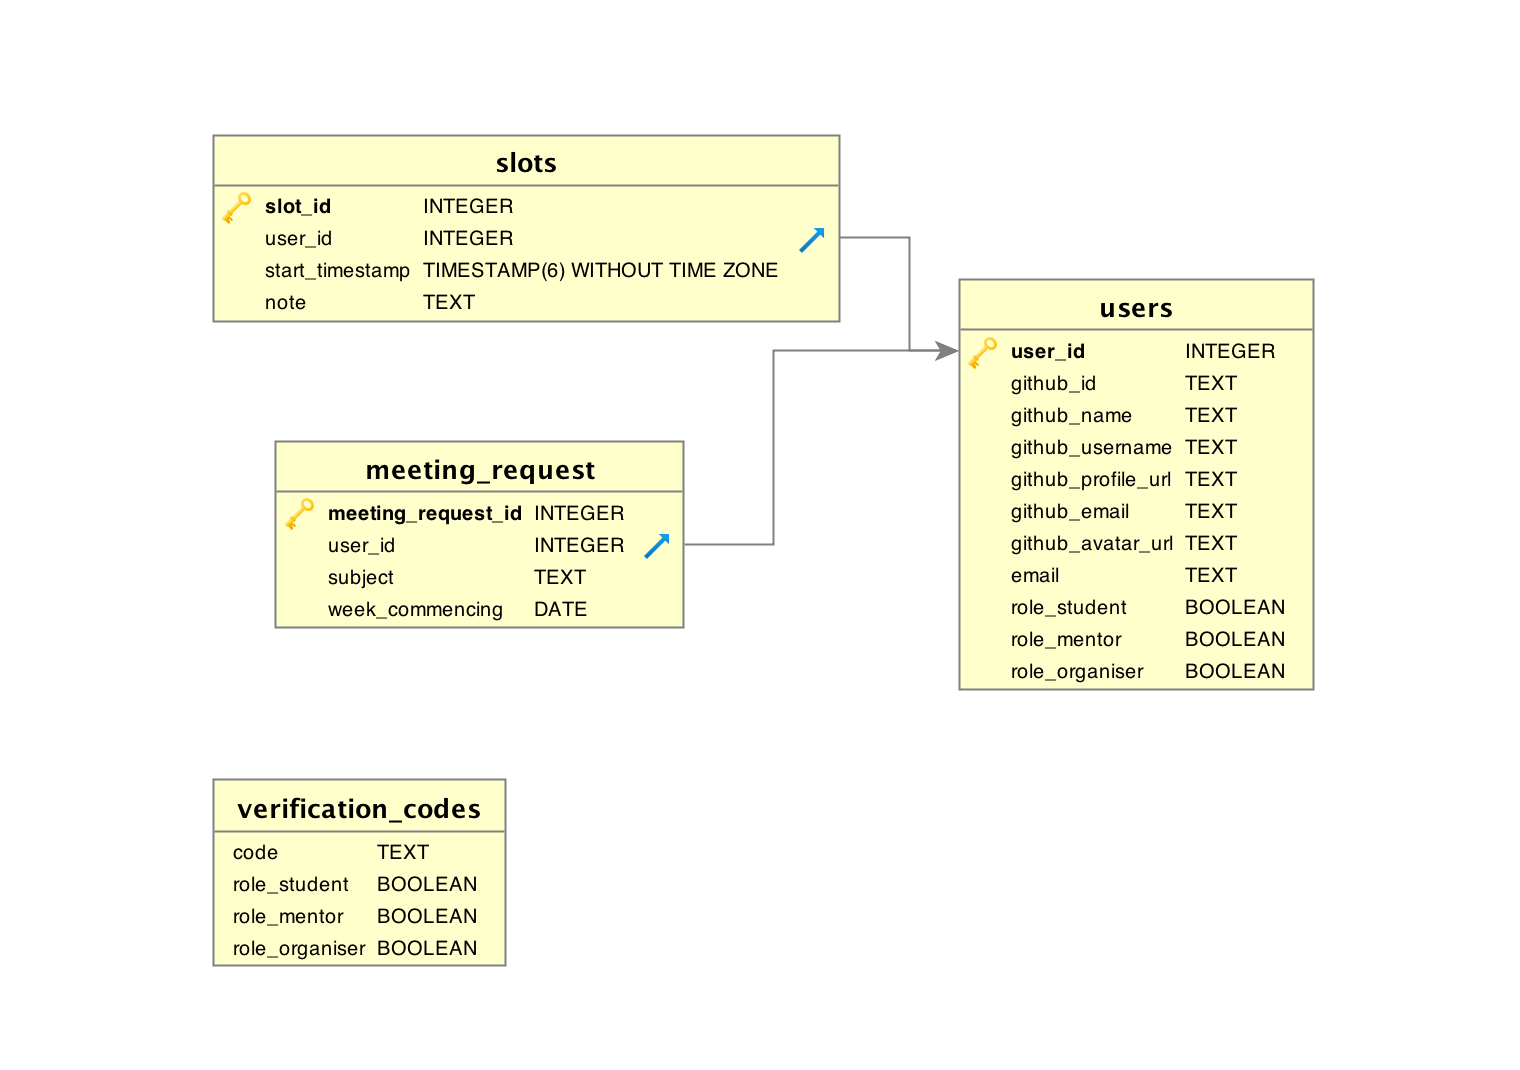 slots
slot_id INTEGER
user_id INTEGER
start_timestamp TIMESTAMP(6) WITHOUT TIME ZONE
note TEXT
users
user_id INTEGER
github_id TEXT
github_name TEXT
github_username TEXT
github_profile_url TEXT
github_email TEXT
github_avatar_url TEXT
email TEXT
role_student BOOLEAN
role_mentor BOOLEAN
role_organiser BOOLEAN
meeting_request
meeting_request_id INTEGER
user_id INTEGER
subject TEXT
week_commencing DATE
verification_codes
code TEXT
role_student BOOLEAN
role_mentor BOOLEAN
role_organiser BOOLEAN